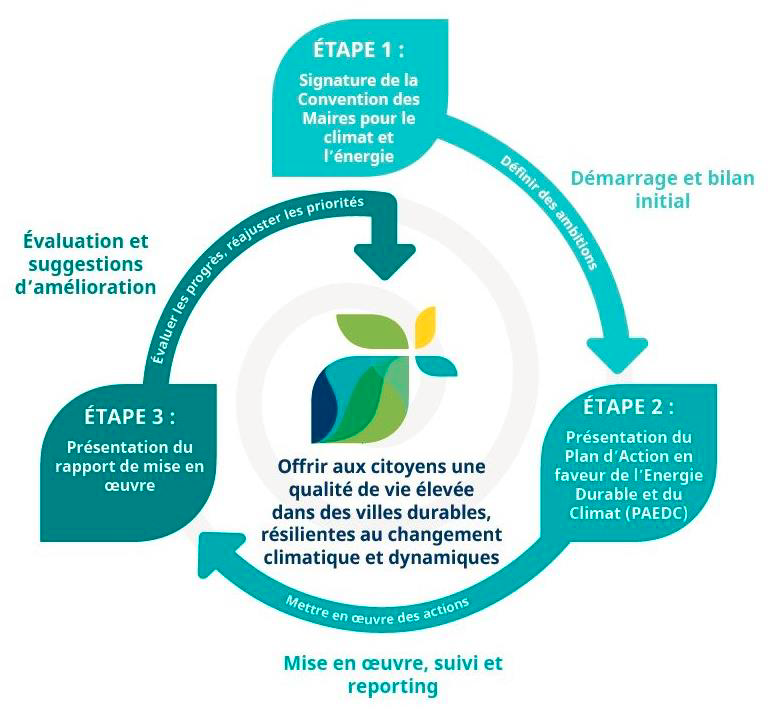 ÉTAPE 1 :
Signature de la
Convention des
Maires pour le
climat et
l'énergie
Définir des ambitions
Démarrage et bilan
initial
ÉTAPE 2 :
Présentation du
Plan d'Action en
faveur de l'Energie
Durable et du
Climat (PAEDC)
Mettre en œuvre des actions
Mise en œuvre, suivi et
reporting
ÉTAPE 3 :
Présentation du
rapport de mise en
œuvre
Évaluer les progrès, réajuster les priorités
Évaluation et
suggestions
d'amélioration
Offrir aux citoyens une
qualité de vie élevée
dans des villes durables,
résilientes au changement
climatique et dynamiques